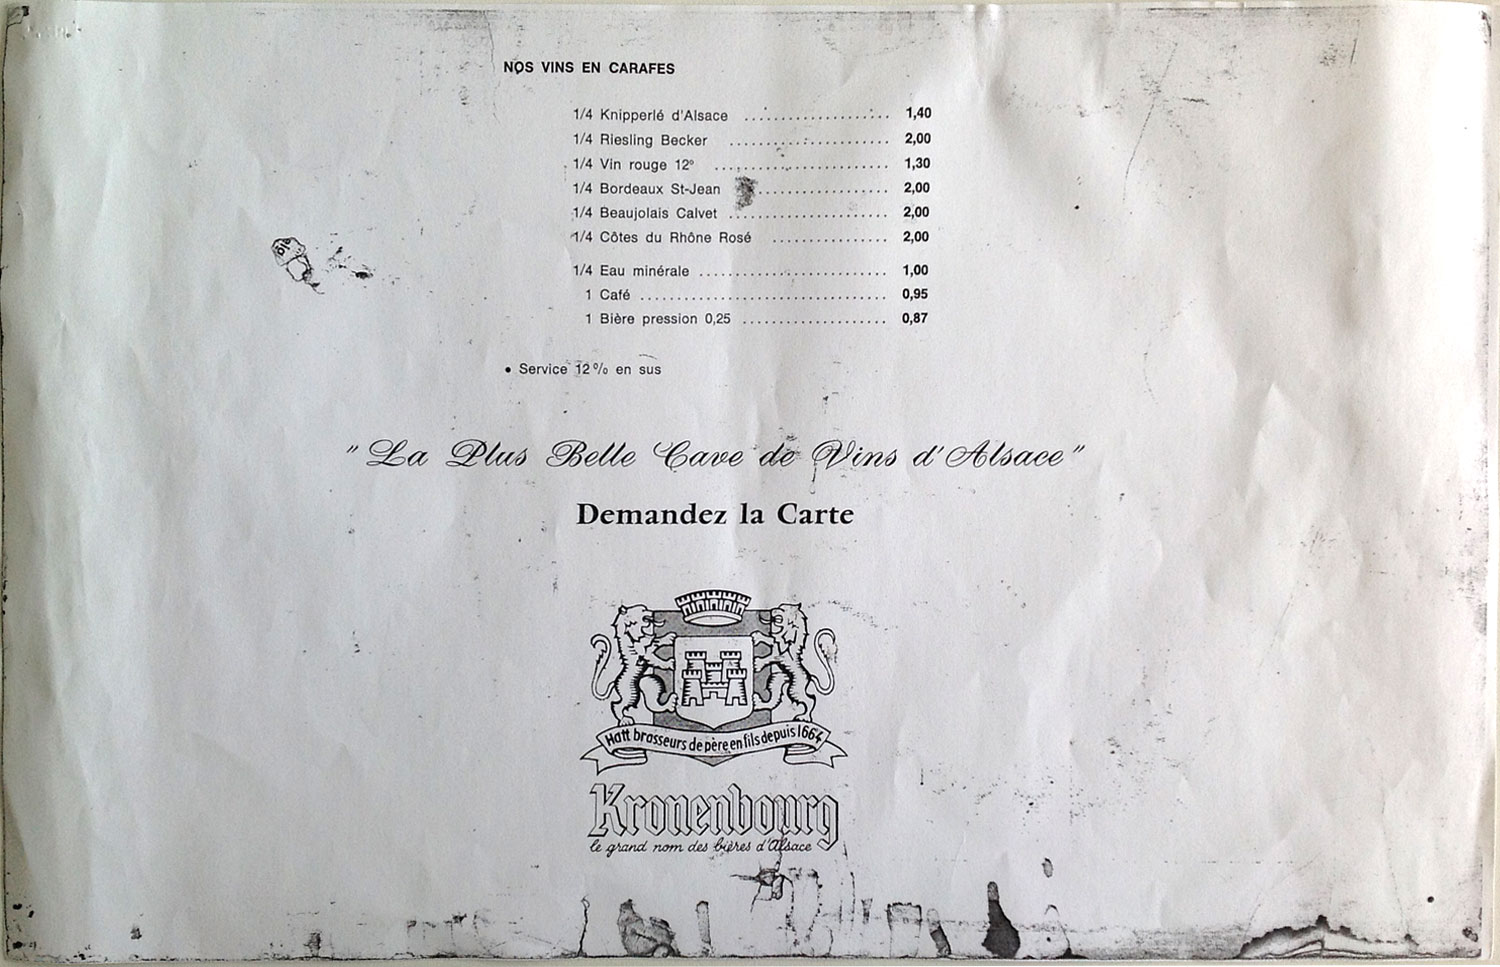 NOS VINS EN CARAFES
1/4 Knipperlé d'Alsace .................... 1,40
1/4 Riesling Becker ...................... 2,00
1/4 Vin rouge 12° ........................ 1,30
1/4 Bordeaux St-Jean .................. 2,00
1/4 Beaujolais Calvet ...................... 2,00
1/4 Côtes du Rhône Rosé ................ 2,00
1/4 Eau minérale .......................... 1,00
1 Café .................................. 0,95
1 Bière pression 0,25 .................... 0,87
• Service 12 % en sus
"La Plus Belle Cave de Vins d'Alsace"
Demandez la Carte
Hatt brasseurs de père en fils depuis 1664
Kronenbourg
le grand nom des bières d'Alsace